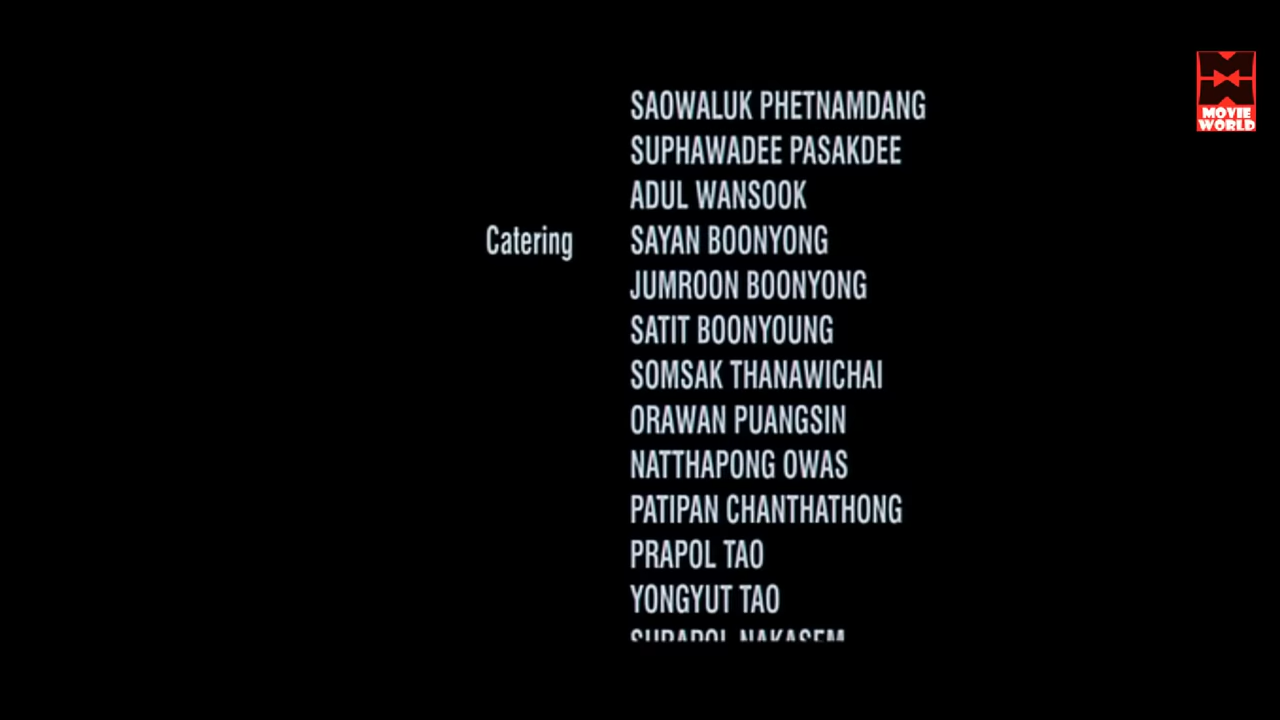 SAOWALUK PHETNAMDANG
SUPHAWADEE PASAKDEE
ADUL WANSOOK
Catering SAYAN BOONYONG
JUMROON BOONYONG
SATIT BOONYOUNG
SOMSAK THANAWICHAI
ORAWAN PUANGSIN
NATTHAPONG OWAS
PATIPAN CHANTHATHONG
PRAPOL TAO
YONGYUT TAO
NAKASEM
MOVIE
WORLD